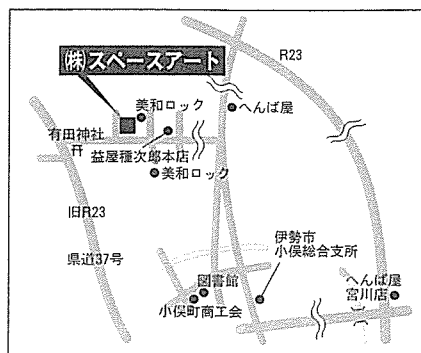 R23
㈱スペースアート
美和ロック
へんば屋
有田神社
益屋種次郎本店
美和ロック
旧R23
県道37号
伊勢市
小俣総合支所
図書館
小俣町商工会
へんば屋
宮川店